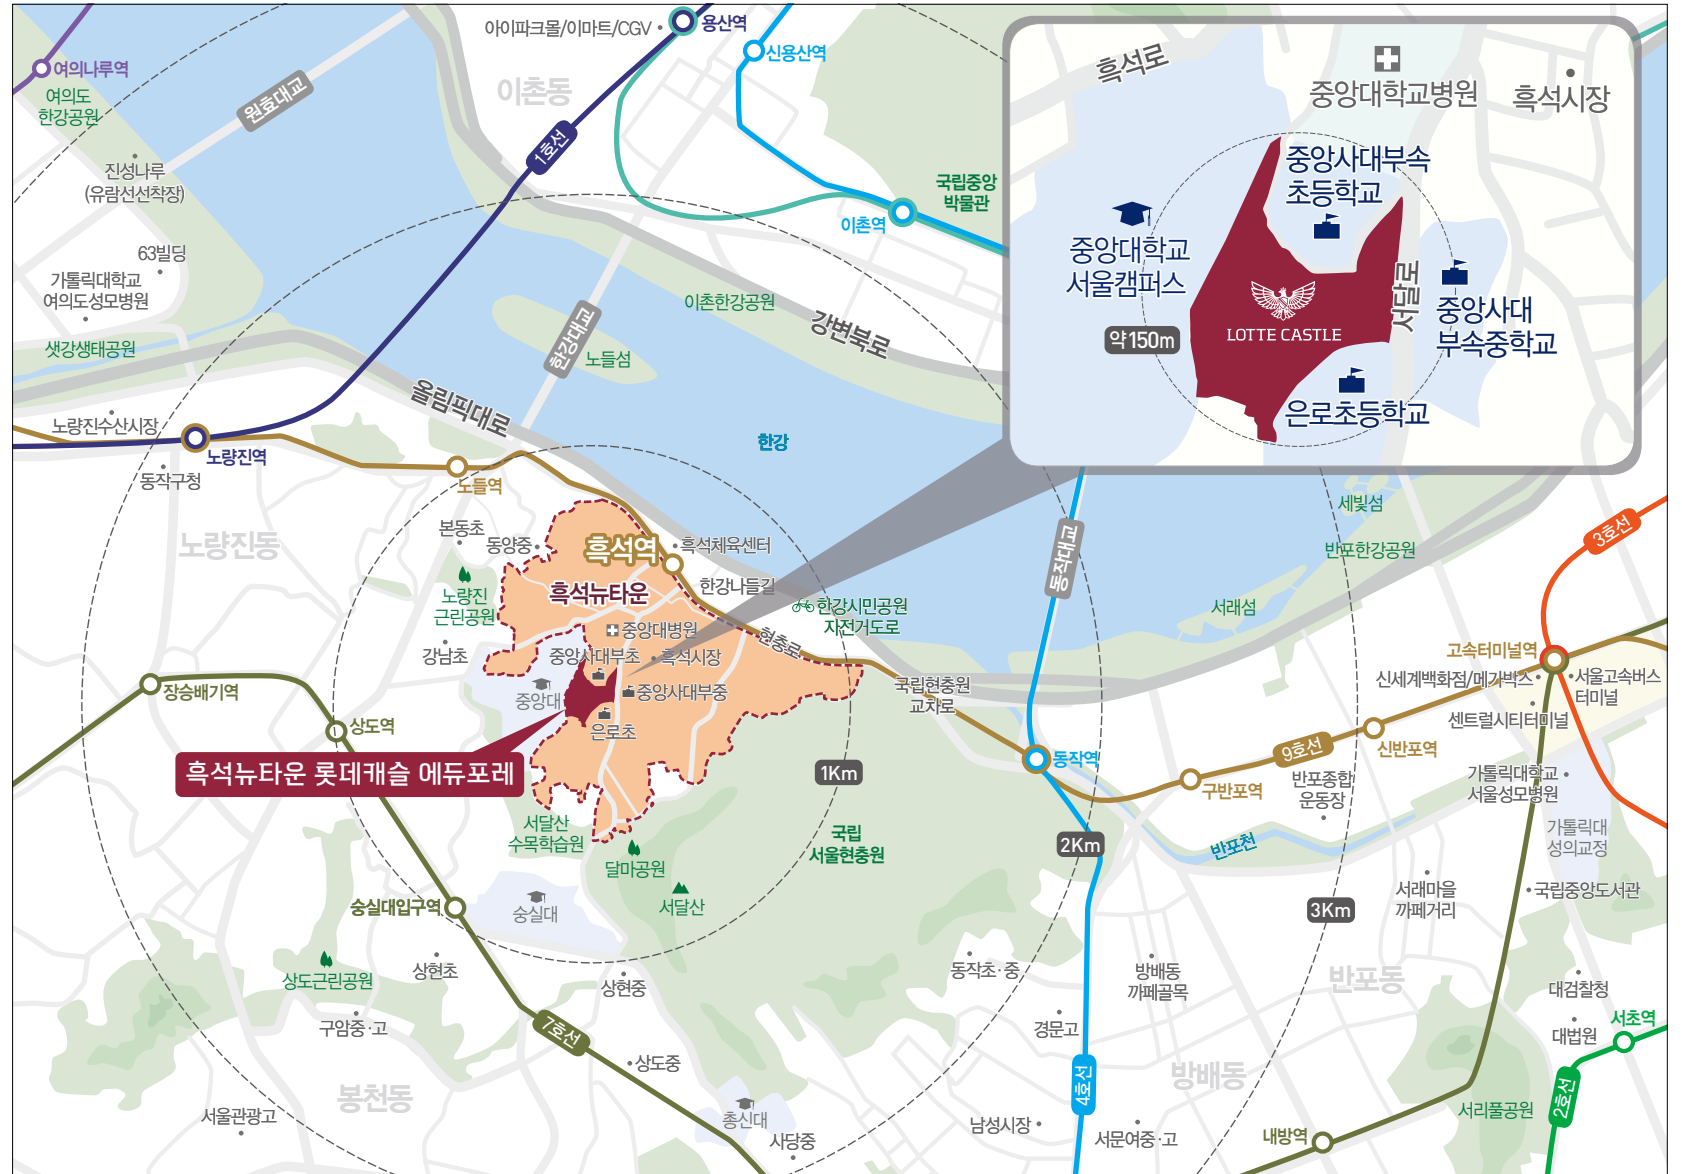 아이파크몰/이마트/CGV
용산역
신용산역
여의나루역
여의도
한강공원
원효대교
이촌동
1호선
진성나루
(유람선선착장)
국립중앙
박물관
이촌역
63빌딩
가톨릭대학교
여의도성모병원
샛강생태공원
이촌한강공원
강변북로
한강대교
노들섬
올림픽대로
한강
노량진수산시장
노량진역
동작구청
노들역
노량진동
흑석로
중앙대학교병원
흑석시장
중앙사대부속
초등학교
중앙대학교
서울캠퍼스
약150m
LOTTE CASTLE
서달로
중앙사대
부속중학교
은로초등학교
본동초
동양중
흑석역
흑석체육센터
흑석뉴타운
한강나들길
노량진
근린공원
한강시민공원
자전거도로
중앙대병원
현충로
강남초
중앙사대부초
흑석시장
중앙대
중앙사대부중
은로초
국립현충원
교차로
동작대교
세빛섬
반포한강공원
서래섬
3호선
고속터미널역
신세계백화점/메가박스
서울고속버스
터미널
센트럴시티터미널
장승배기역
상도역
흑석뉴타운 롯데캐슬 에듀포레
1Km
동작역
9호선
신반포역
구반포역
반포종합
운동장
가톨릭대학교
서울성모병원
서달산
수목학습원
달마공원
국립
서울현충원
2Km
반포천
가톨릭대
성의교정
서달산
숭실대입구역
숭실대
3Km
서래마을
까페거리
국립중앙도서관
상도근린공원
상현초
상현중
동작초·중
방배동
까페골목
반포동
대검찰청
구암중·고
7호선
경문고
대법원
서초역
상도중
봉천동
4호선
방배동
2호선
서울관광고
총신대
사당중
남성시장
서문여중·고
내방역
서리풀공원